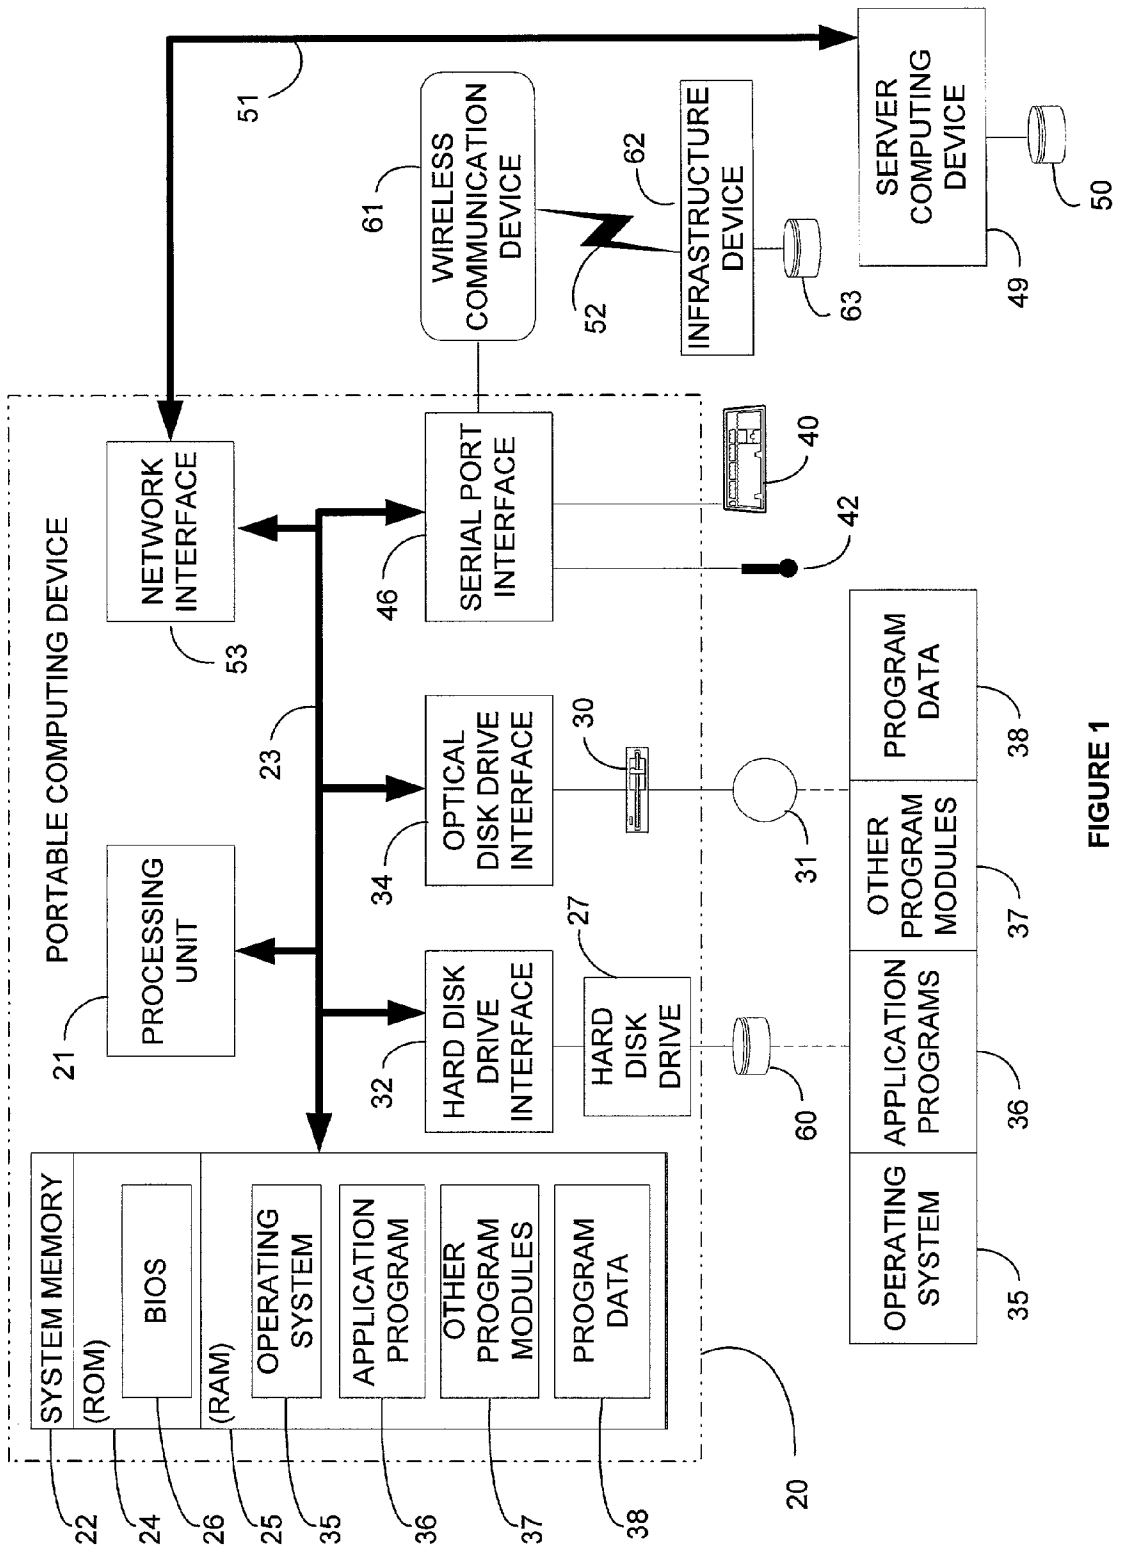 PORTABLE COMPUTING DEVICE
22
24
26
25
35
36
37
38
20
SYSTEM MEMORY
(ROM)
BIOS
(RAM)
OPERATING
SYSTEM
APPLICATION
PROGRAM
OTHER
PROGRAM
MODULES
PROGRAM
DATA
21
PROCESSING
UNIT
23
53
NETWORK
INTERFACE
51
32
HARD DISK
DRIVE
INTERFACE
34
OPTICAL
DISK DRIVE
INTERFACE
46
SERIAL PORT
INTERFACE
61
WIRELESS
COMMUNICATION
DEVICE
27
HARD
DISK
DRIVE
30
52
62
INFRASTRUCTURE
DEVICE
63
60
31
42
40
49
SERVER
COMPUTING
DEVICE
50
OPERATING
SYSTEM
APPLICATION
PROGRAMS
OTHER
PROGRAM
MODULES
PROGRAM
DATA
35
36
37
38
FIGURE 1